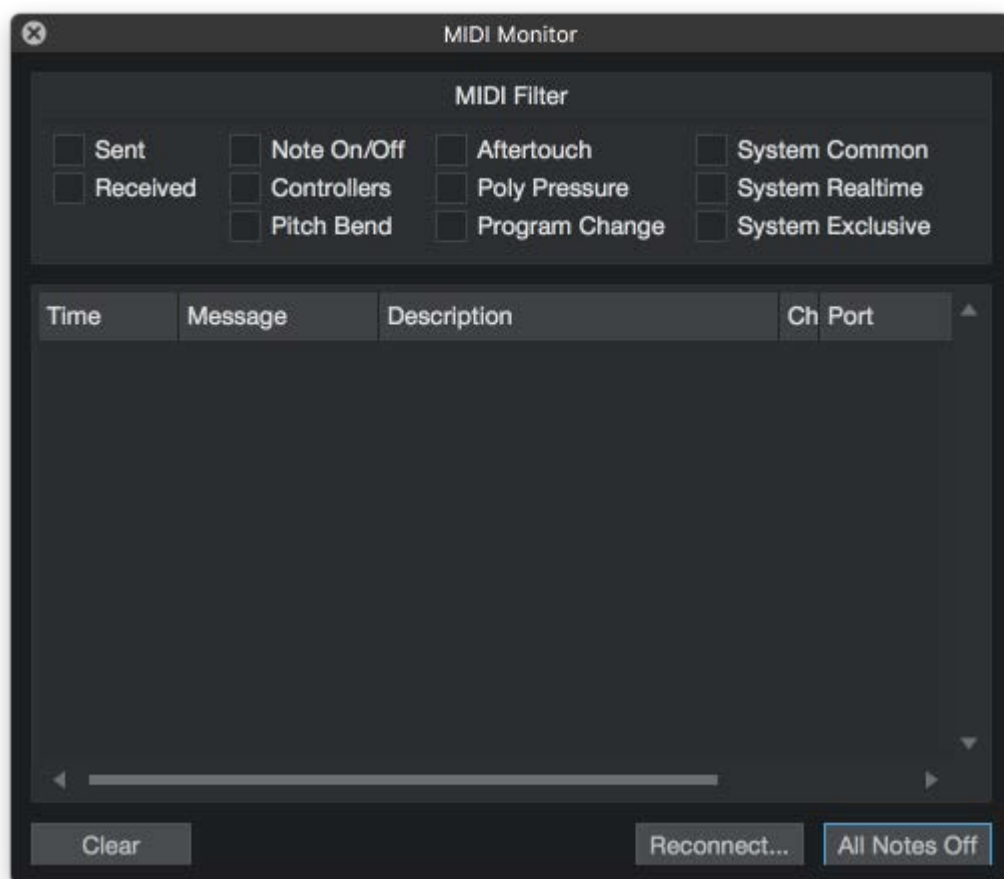 MIDI Monitor
MIDI Filter
Sent Note On/Off Aftertouch System Common
Received Controllers Poly Pressure System Realtime
Pitch Bend Program Change System Exclusive
Time Message Description Ch Port
Clear Reconnect... All Notes Off